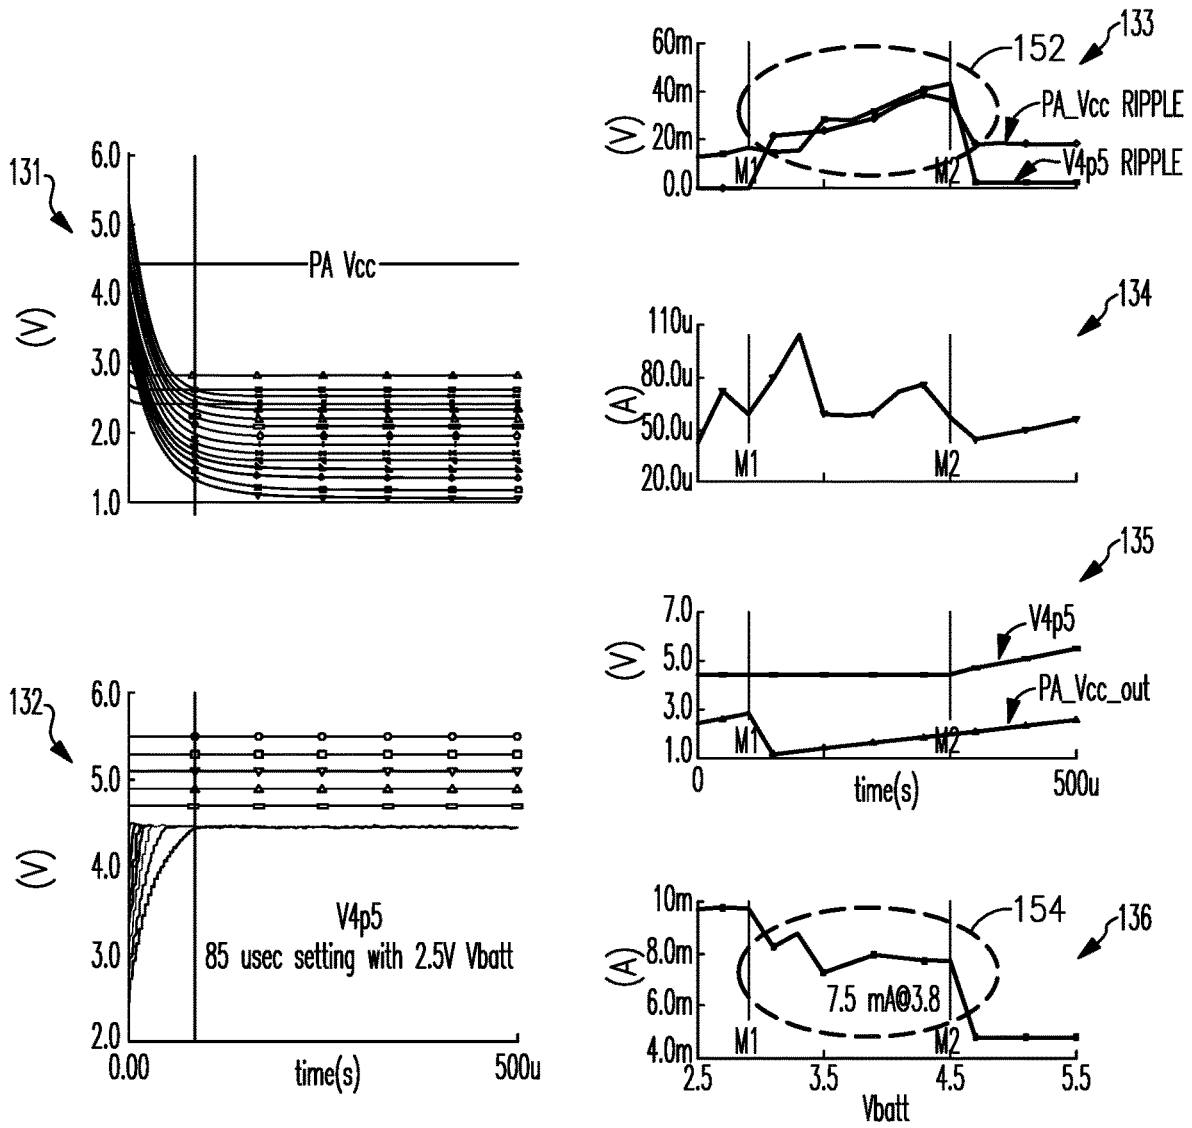 131
6.0
5.0
4.0
3.0
2.0
1.0
(V)
PA Vcc
132
6.0
5.0
4.0
3.0
2.0
(V)
V4p5
85 usec setting with 2.5V Vbatt
0.00
time(s)
500u
133
152
60m
40m
20m
0.0
(V)
M1
M2
PA_Vcc RIPPLE
V4p5 RIPPLE
134
110u
80.0u
50.0u
20.0u
(A)
M1
M2
135
7.0
5.0
3.0
1.0
(V)
V4p5
PA_Vcc_out
M1
M2
0
time(s)
500u
136
154
10m
8.0m
6.0m
4.0m
(A)
7.5 mA@3.8
M1
M2
2.5
3.5
4.5
5.5
Vbatt